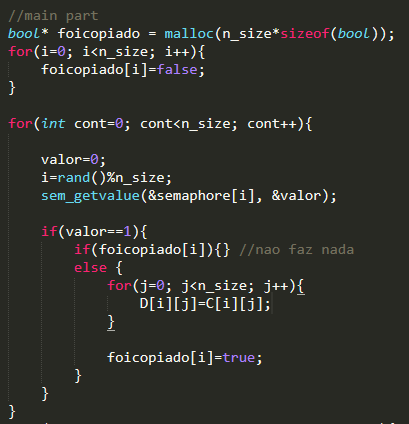 //main part
bool* foicopiado = malloc(n_size*sizeof(bool));
for(i=0; i<n_size; i++){
    foicopiado[i]=false;
}

for(int cont=0; cont<n_size; cont++){

    valor=0;
    i=rand()%n_size;
    sem_getvalue(&semaphore[i], &valor);

    if(valor==1){
        if(foicopiado[i]){} //nao faz nada
        else {
            for(j=0; j<n_size; j++){
                D[i][j]=C[i][j];
            }

            foicopiado[i]=true;
        }
    }
}